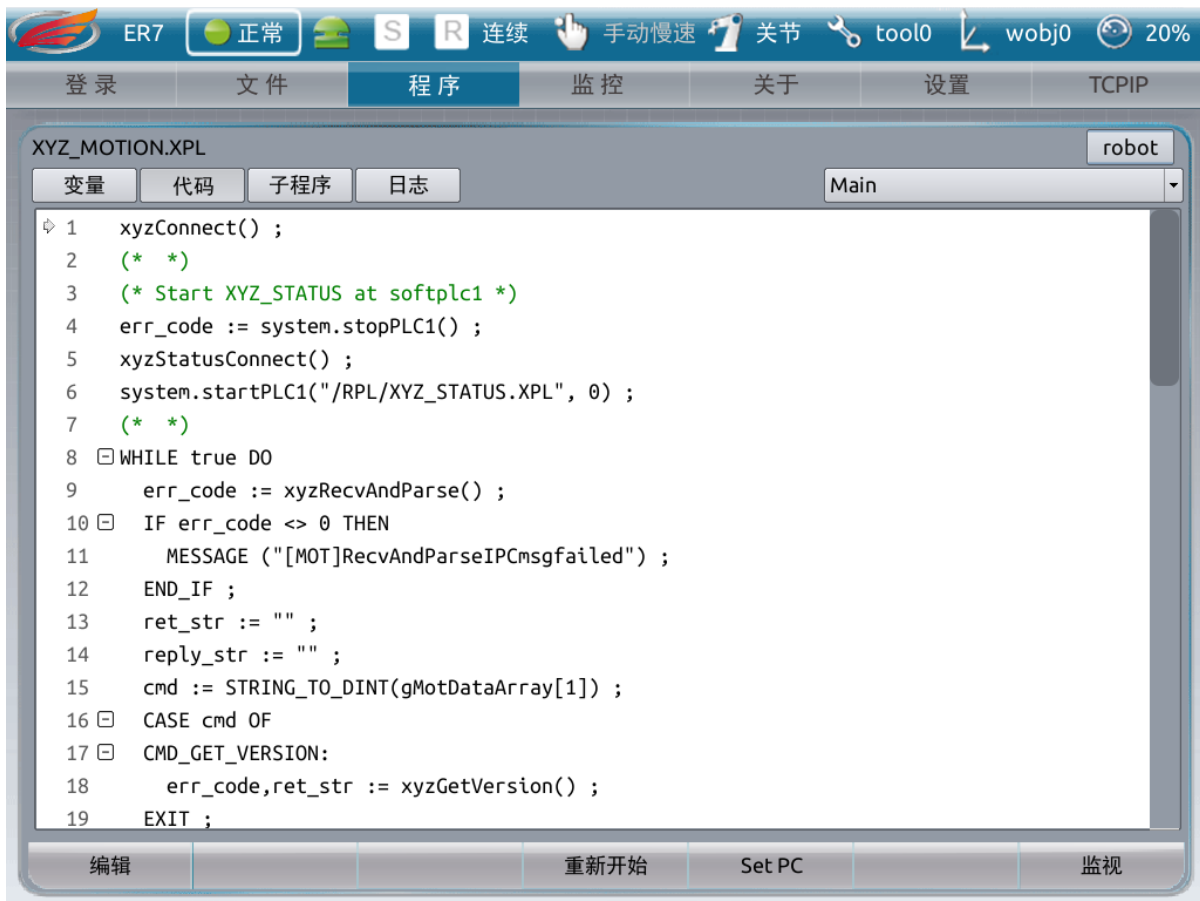 ER7 正常 S R 连续 手动慢速 关节 tool0 wobj0 20%
登录 文件 程序 监控 关于 设置 TCPIP
XYZ_MOTION.XPL robot
变量 代码 子程序 日志 Main
1 xyzConnect() ;
2 (*  *)
3 (* Start XYZ_STATUS at softplc1 *)
4 err_code := system.stopPLC1() ;
5 xyzStatusConnect() ;
6 system.startPLC1("/RPL/XYZ_STATUS.XPL", 0) ;
7 (*  *)
8 WHILE true DO
9 err_code := xyzRecvAndParse() ;
10 IF err_code <> 0 THEN
11 MESSAGE ("[MOT]RecvAndParseIPCmsgfailed") ;
12 END_IF ;
13 ret_str := "" ;
14 reply_str := "" ;
15 cmd := STRING_TO_DINT(gMotDataArray[1]) ;
16 CASE cmd OF
17 CMD_GET_VERSION:
18 err_code,ret_str := xyzGetVersion() ;
19 EXIT ;
编辑 重新开始 Set PC 监视